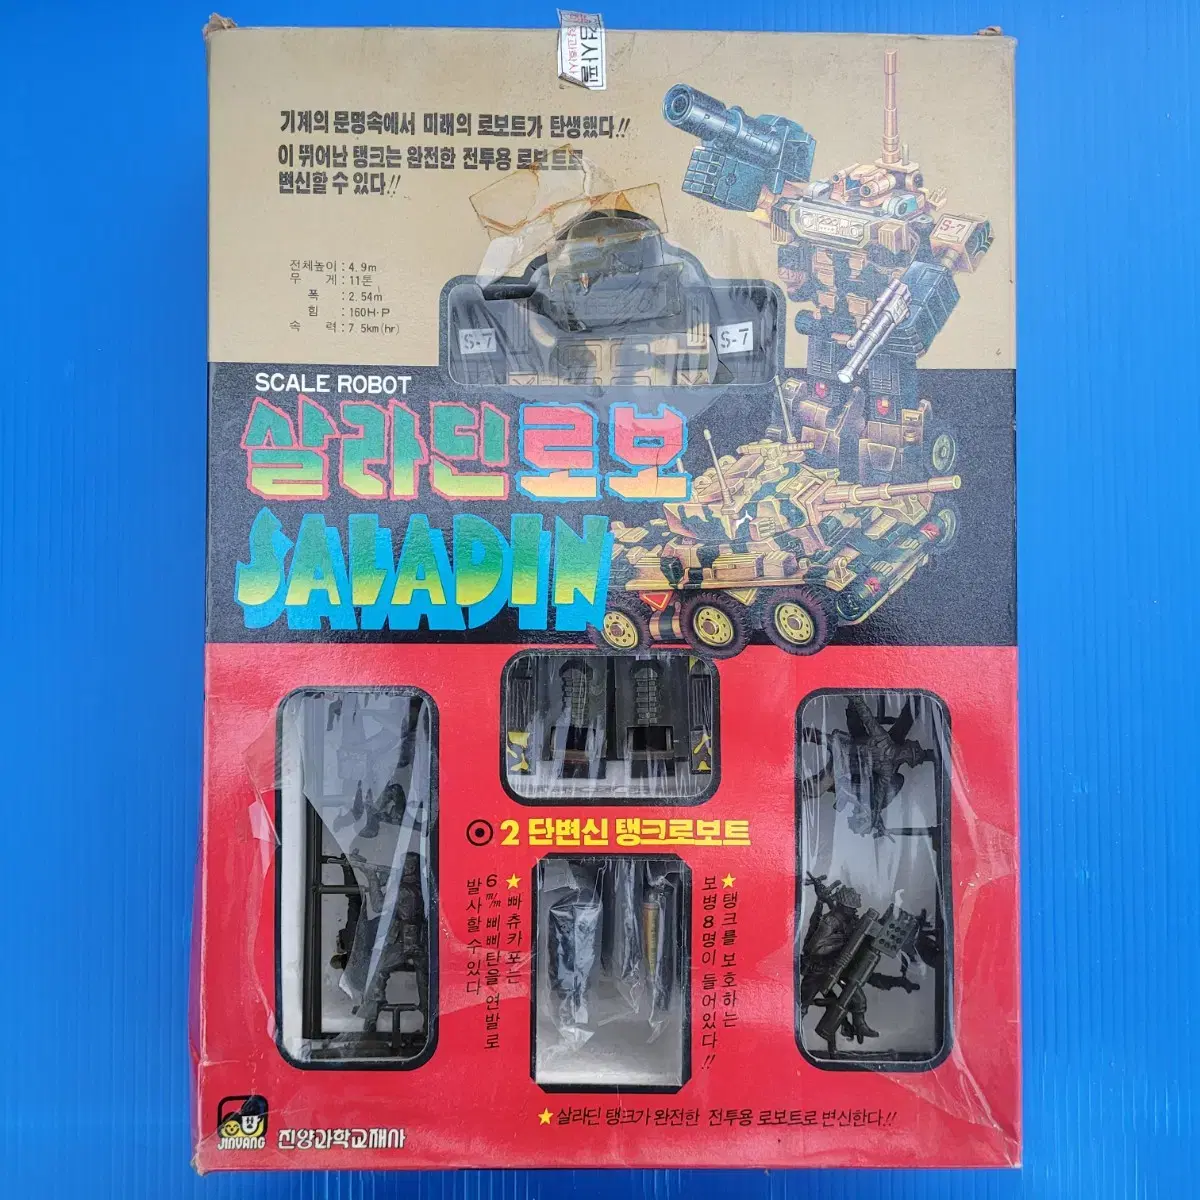 검사필
기계의 문명속에서 미래의 로보트가 탄생했다!!
이 뛰어난 탱크는 완전한 전투용 로보트로
변신할 수 있다!!
전체높이 : 4.9m
무 게 : 11톤
폭 : 2.54m
힘 : 160H·P
속 력 : 7.5km(hr)
S-7
S-7
S-7
SCALE ROBOT
살라딘로보
SALADIN
2 단변신 탱크로보트
★탱크를 보호하는
보병8명이 들어있다!!
★빠츄카포는
6m/m 삐삐탄을 연발로
발사할 수 있다
★살라딘 탱크가 완전한 전투용 로보트로 변신한다!!
JINYANG 진양과학교재사